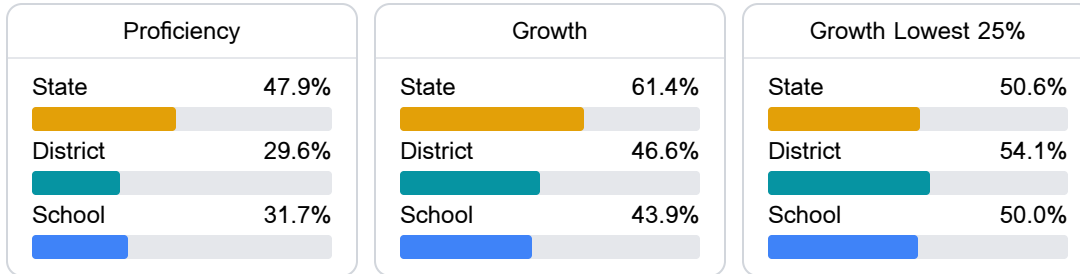 Proficiency
State 47.9%
District 29.6%
School 31.7%
Growth
State 61.4%
District 46.6%
School 43.9%
Growth Lowest 25%
State 50.6%
District 54.1%
School 50.0%